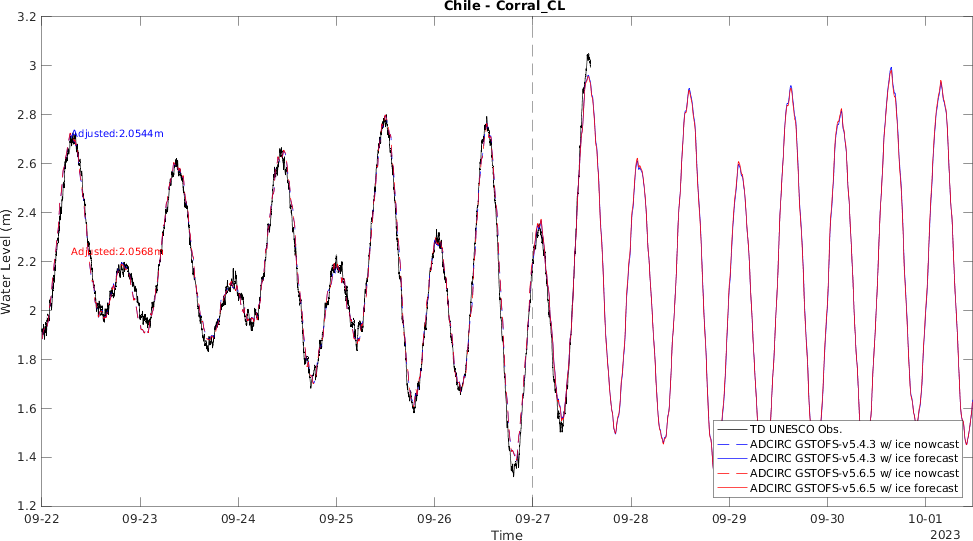 Chile - Corral_CL
3.2
3
2.8
2.6
2.4
2.2
2
1.8
1.6
1.4
1.2
Water Level (m)
Adjusted:2.0544m
Adjusted:2.0568m
TD UNESCO Obs.
ADCIRC GSTOFS-v5.4.3 w/ ice nowcast
ADCIRC GSTOFS-v5.4.3 w/ ice forecast
ADCIRC GSTOFS-v5.6.5 w/ ice nowcast
ADCIRC GSTOFS-v5.6.5 w/ ice forecast
09-22 09-23 09-24 09-25 09-26 09-27 09-28 09-29 09-30 10-01
Time
2023